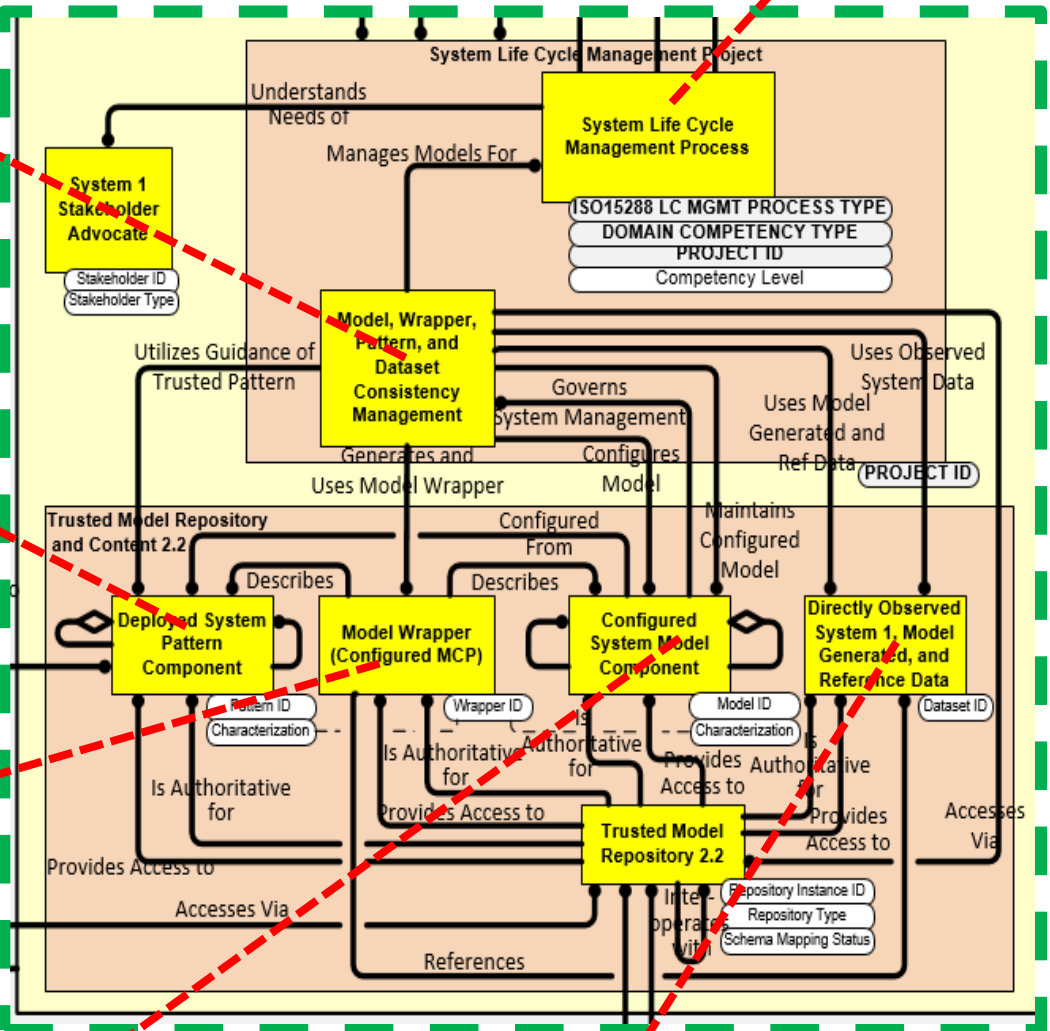 System Life Cycle Management Project
Understands
Needs of
System Life Cycle
Management Process
Manages Models For
System 1
Stakeholder
Advocate
ISO15288 LC MGMT PROCESS TYPE
DOMAIN COMPETENCY TYPE
PROJECT ID
Competency Level
Stakeholder ID
Stakeholder Type
Model, Wrapper,
Pattern, and
Dataset
Consistency
Management
Utilizes Guidance of
Trusted Pattern
Uses Observed
System Data
Governs
System Management
Uses Model
Generated and
Ref Data
Generates and
Uses Model Wrapper
Configures
Model
PROJECT ID
Maintains
Configured
Model
Trusted Model Repository
and Content 2.2
Configured
From
Describes
Describes
Deployed System
Pattern
Component
Model Wrapper
(Configured MCP)
Configured
System Model
Component
Directly Observed
System 1, Model
Generated, and
Reference Data
Pattern ID
Characterization
Wrapper ID
Model ID
Characterization
Dataset ID
Is Authoritative
for
Is Authoritative
for
Is
Authoritative
for
Provides
Access to
Is
Authoritative
for
Provides Access to
Provides
Access to
Accesses
Via
Trusted Model
Repository 2.2
Provides Access to
Repository Instance ID
Repository Type
Schema Mapping Status
Inter-
operates
with
Accesses Via
References